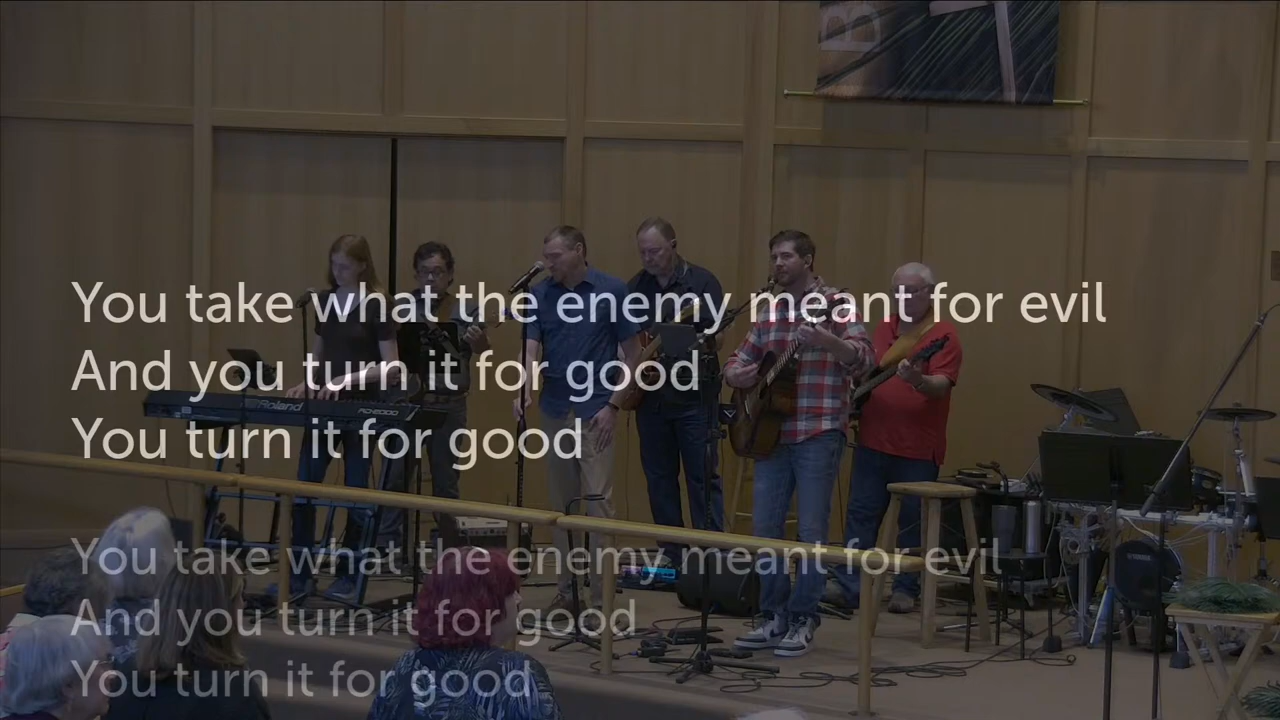 B
You take what the enemy meant for evil
And you turn it for good
You turn it for good
Roland
RD-2000
You take what the enemy meant for evil
And you turn it for good
You turn it for good